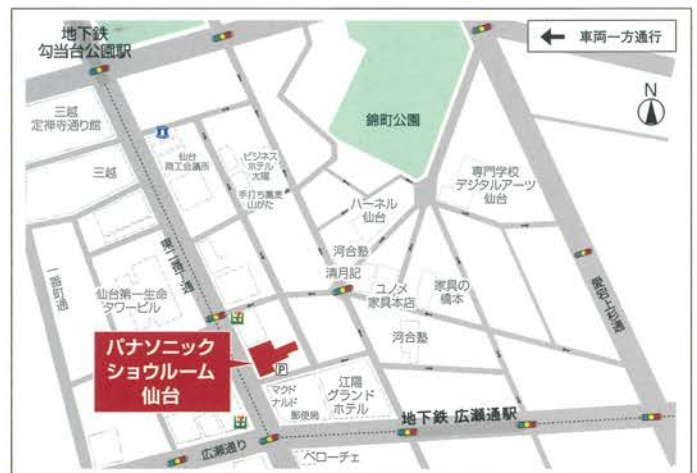 地下鉄
勾当台公園駅
車両一方通行
N
三越
定禅寺通り館
三越
仙台
商工会議所
ビジネス
ホテル
太陽
手打ち蕎麦
山がた
錦町公園
専門学校
デジタルアーツ
仙台
ハーネル
仙台
河合塾
清月記
ユノメ
家具本店
家具の
橋本
河合塾
愛宕上杉通
東二番丁通
一番町通
仙台第一生命
タワービル
パナソニック
ショウルーム
仙台
P
マクド
ナルド
郵便局
江陽
グランド
ホテル
地下鉄 広瀬通駅
広瀬通り
ベローチェ